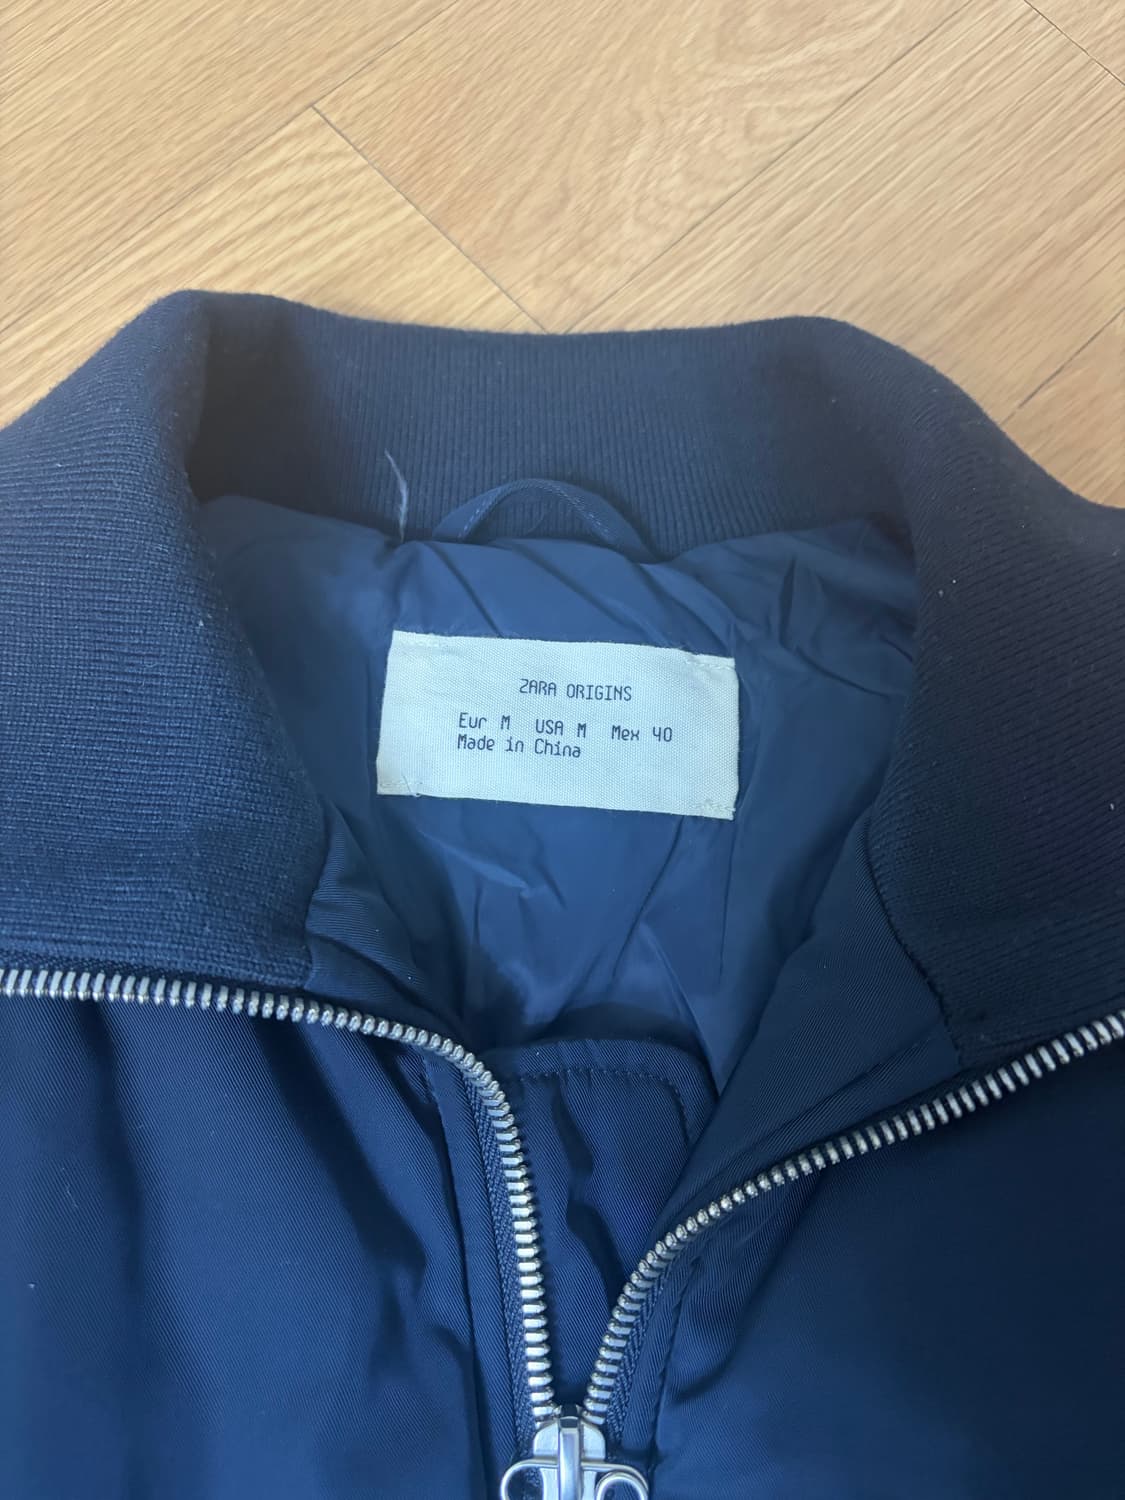 ZARA ORIGINS
Eur M USA M Mex 40
Made in China